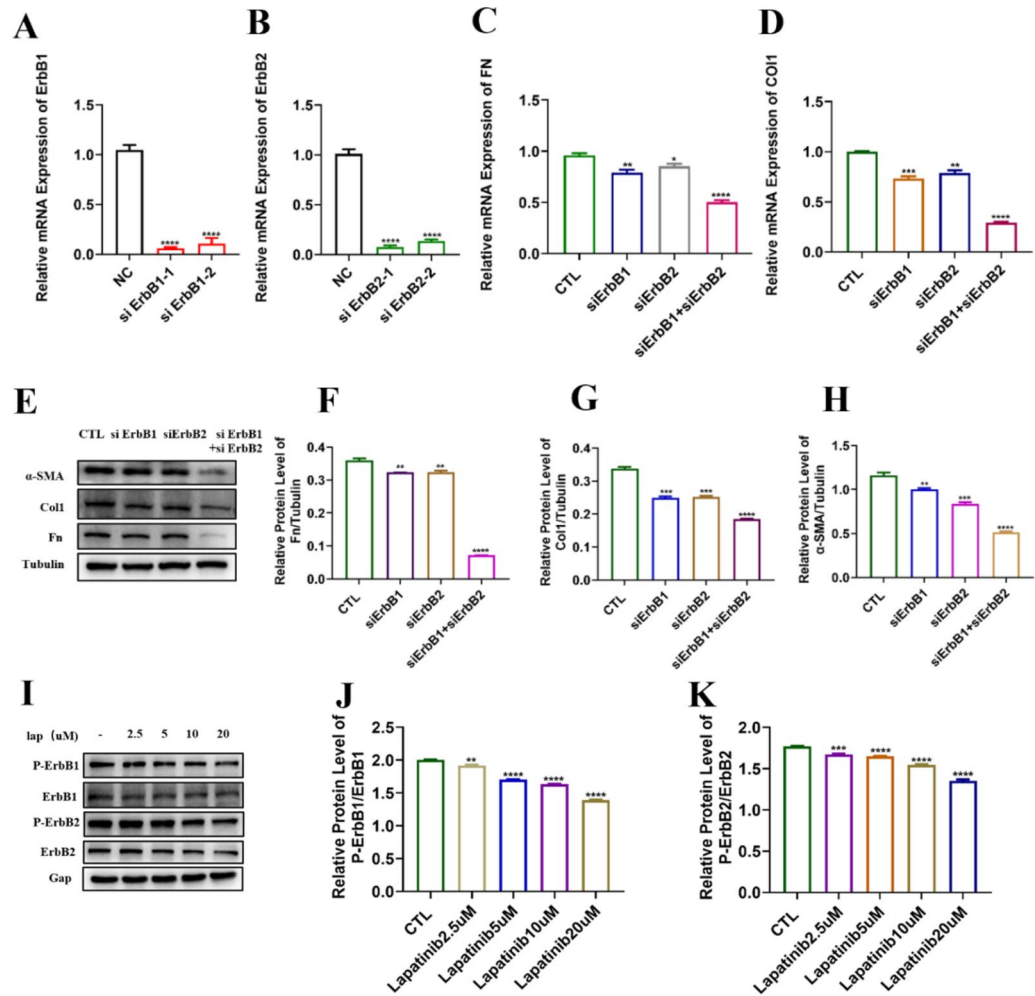 A
Relative mRNA Expression of ErbB1
1.5
1.0
0.5
0.0
****
****
NC
si ErbB1-1
si ErbB1-2
B
Relative mRNA Expression of ErbB2
1.5
1.0
0.5
0.0
****
****
NC
si ErbB2-1
si ErbB2-2
C
Relative mRNA Expression of FN
1.5
1.0
0.5
0.0
**
*
****
CTL
siErbB1
siErbB2
siErbB1+siErbB2
D
Relative mRNA Expression of COl1
1.5
1.0
0.5
0.0
***
**
****
CTL
siErbB1
siErbB2
siErbB1+siErbB2
E
CTL si ErbB1 siErbB2 si ErbB1
+si ErbB2
α-SMA
Col1
Fn
Tubulin
F
Relative Protein Level of
Fn/Tubulin
0.4
0.3
0.2
0.1
0.0
**
**
****
CTL
siErbB1
siErbB2
siErbB1+siErbB2
G
Relative Protein Level of
Col1/Tubulin
0.4
0.3
0.2
0.1
0.0
***
***
****
CTL
siErbB1
siErbB2
siErbB1+siErbB2
H
Relative Protein Level of
α-SMA/Tubulin
1.5
1.0
0.5
0.0
**
***
****
CTL
siErbB1
siErbB2
siErbB1+siErbB2
I
lap (uM) - 2.5 5 10 20
P-ErbB1
ErbB1
P-ErbB2
ErbB2
Gap
J
Relative Protein Level of
P-ErbB1/ErbB1
2.5
2.0
1.5
1.0
0.5
0.0
**
****
****
****
CTL
Lapatinib2.5uM
Lapatinib5uM
Lapatinib10uM
Lapatinib20uM
K
Relative Protein Level of
P-ErbB2/ErbB2
2.0
1.5
1.0
0.5
0.0
***
****
****
****
CTL
Lapatinib2.5uM
Lapatinib5uM
Lapatinib10uM
Lapatinib20uM